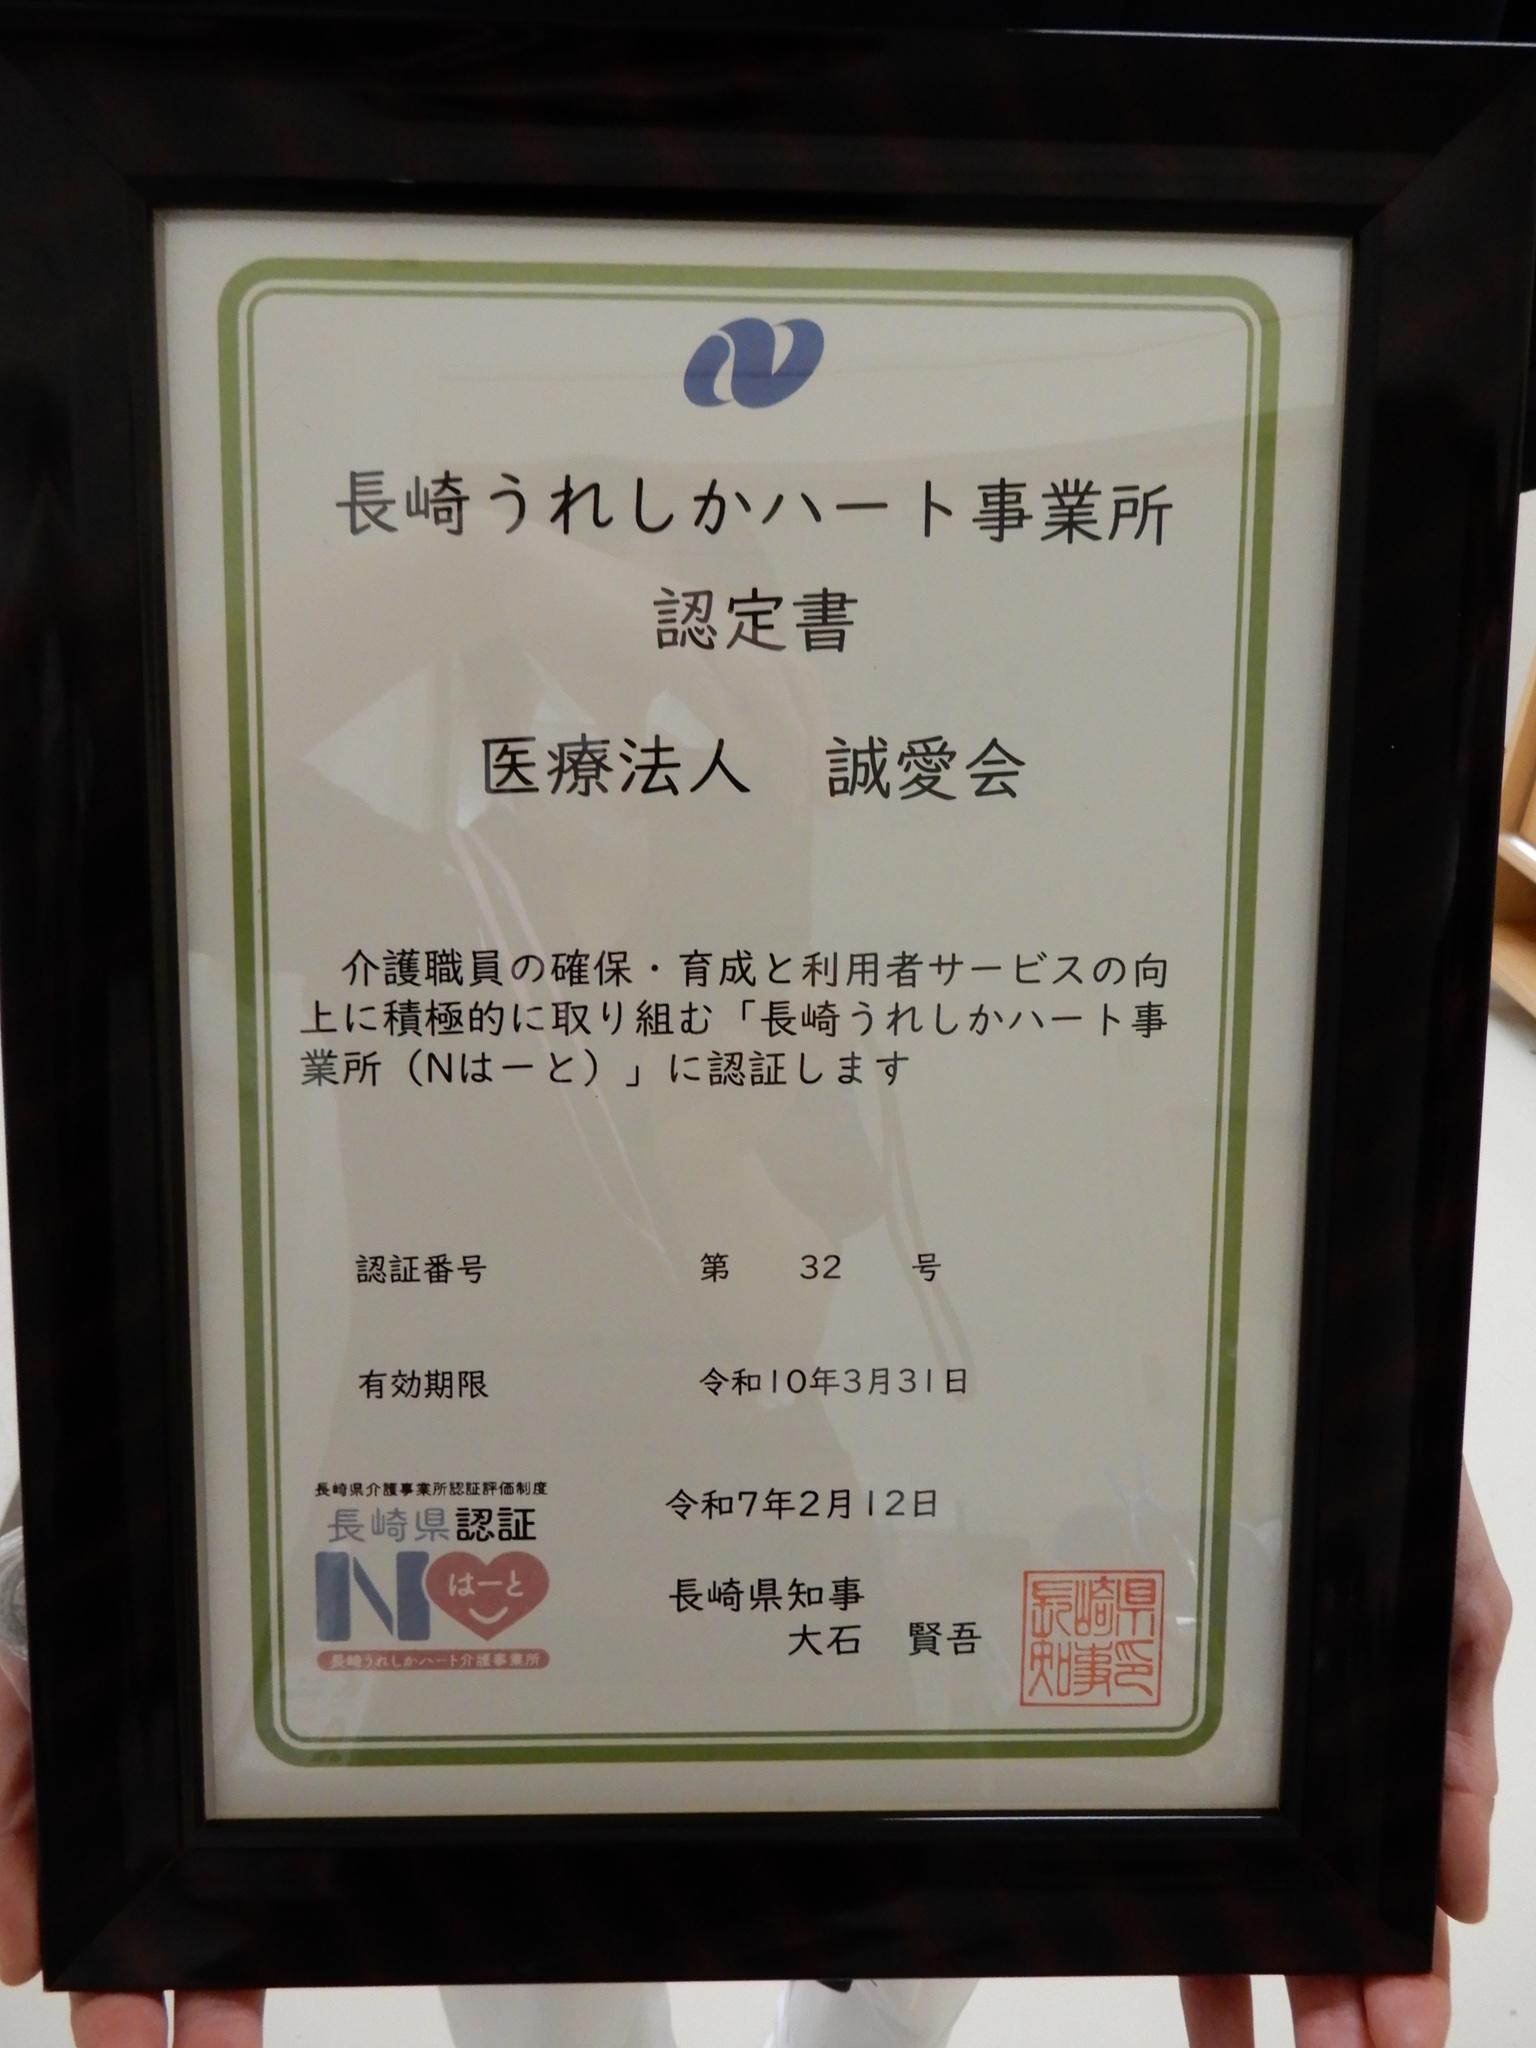 長崎うれしかハート事業所
認定書
医療法人　誠愛会
介護職員の確保・育成と利用者サービスの向
上に積極的に取り組む「長崎うれしかハート事
業所（Nはーと）」に認証します
認証番号　第　32　号
有効期限　令和10年3月31日
令和7年2月12日
長崎県知事
大石　賢吾
長崎県知事印
長崎県介護事業所認証評価制度
長崎県認証
Nはーと
長崎うれしかハート介護事業所